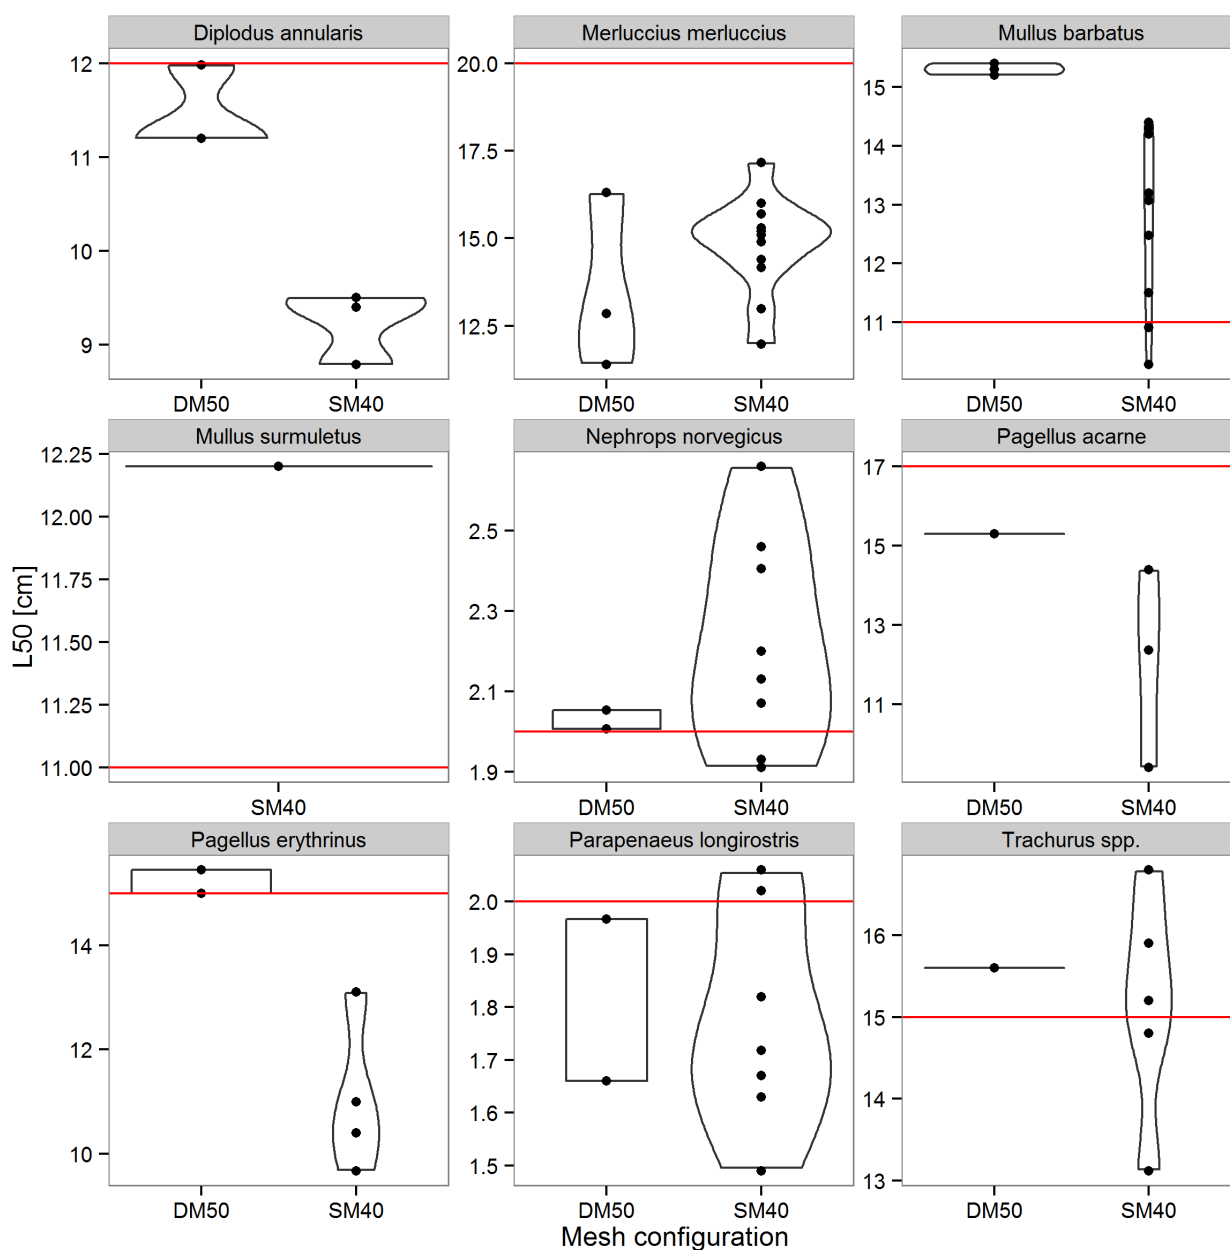 Diplodus annularis
Merluccius merluccius
Mullus barbatus
12
11
10
9
20.0
17.5
15.0
12.5
15
14
13
12
11
DM50 SM40
DM50 SM40
DM50 SM40
Mullus surmuletus
Nephrops norvegicus
Pagellus acarne
12.25
12.00
11.75
11.50
11.25
11.00
2.5
2.3
2.1
1.9
17
15
13
11
L50 [cm]
SM40
DM50 SM40
DM50 SM40
Pagellus erythrinus
Parapenaeus longirostris
Trachurus spp.
14
12
10
2.0
1.9
1.8
1.7
1.6
1.5
16
15
14
13
DM50 SM40
DM50 SM40
DM50 SM40
Mesh configuration